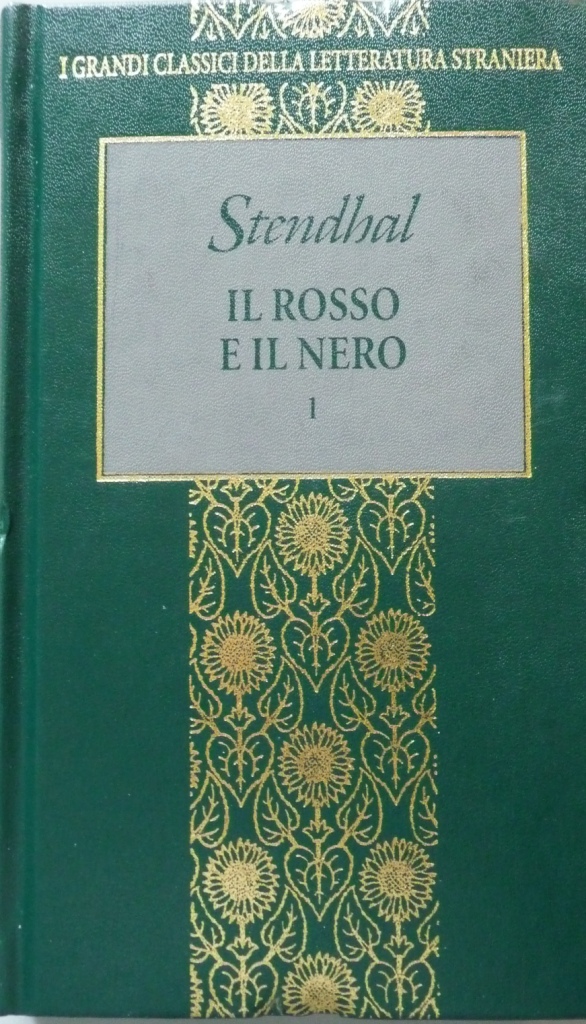 I GRANDI CLASSICI DELLA LETTERATURA STRANIERA
Stendhal
IL ROSSO
E IL NERO
1